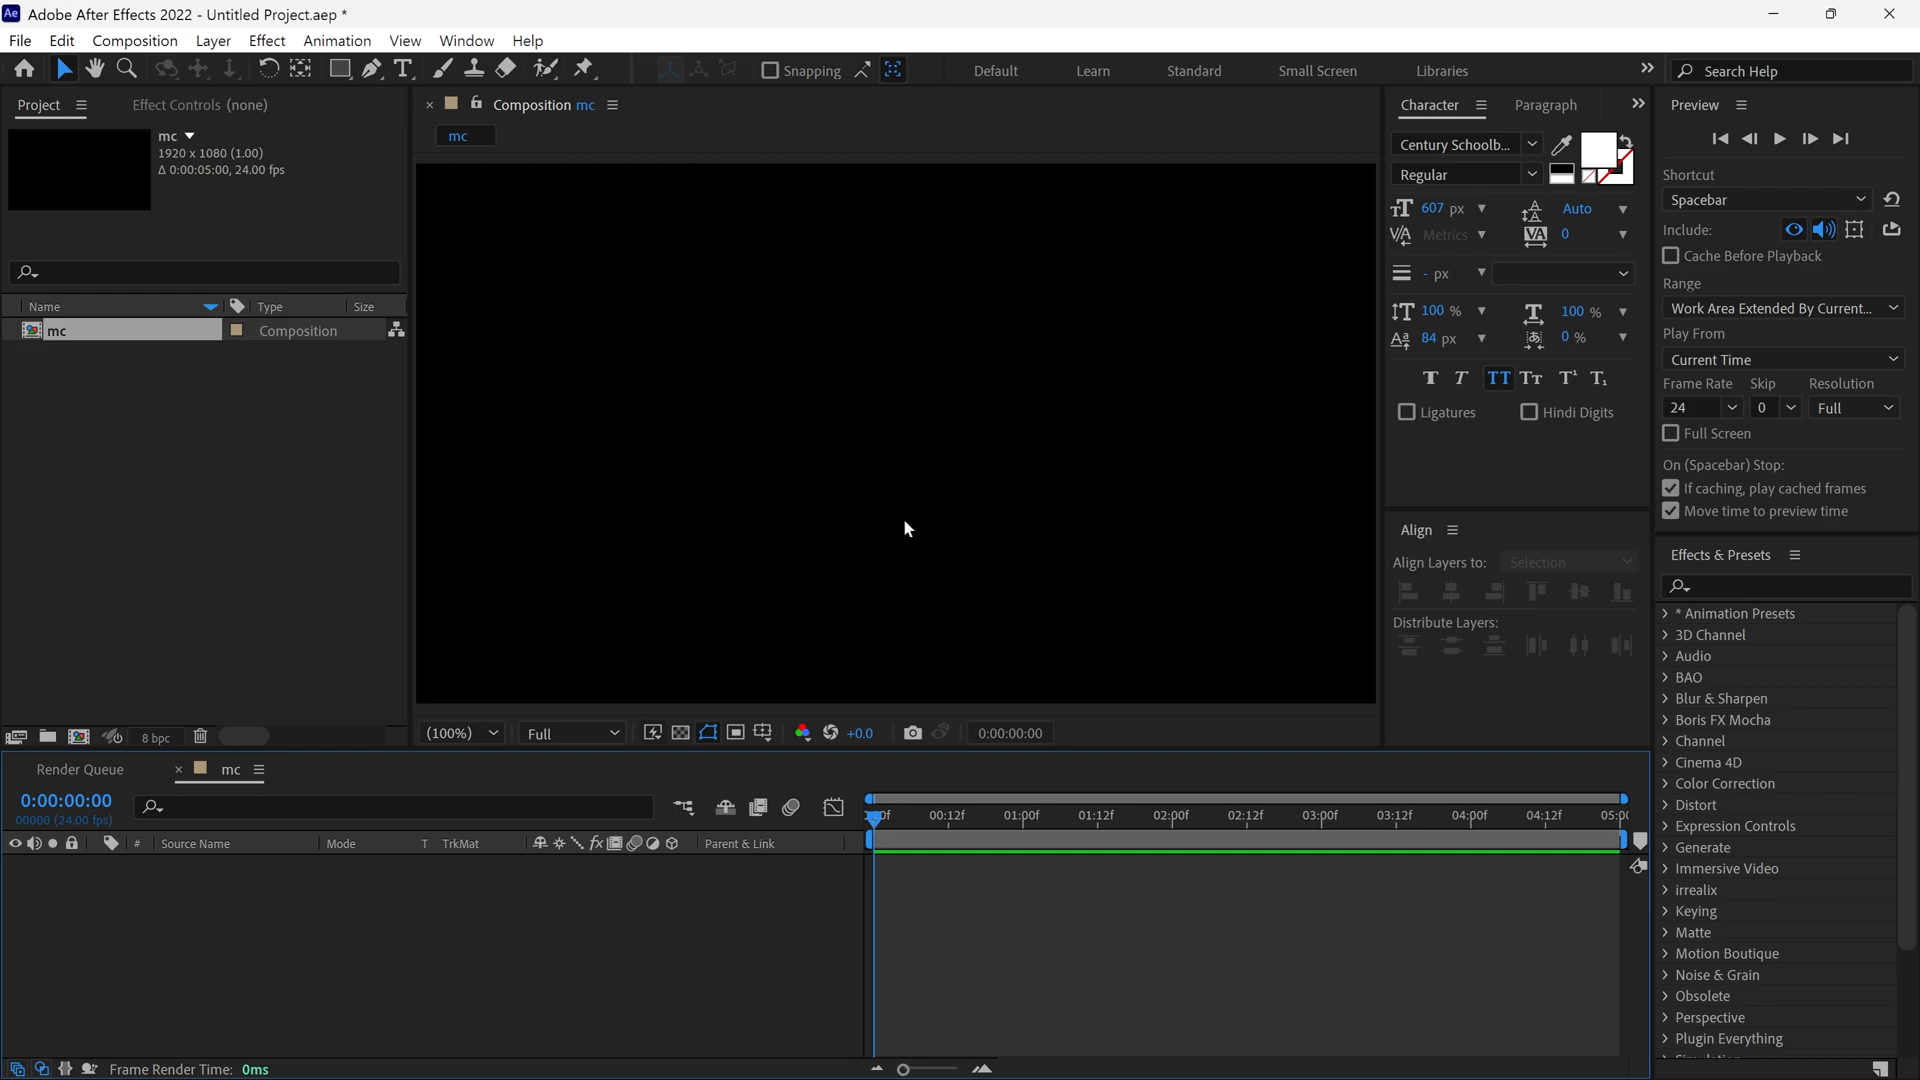 Ae Adobe After Effects 2022 - Untitled Project.aep *
File Edit Composition Layer Effect Animation View Window Help
Snapping Default Learn Standard Small Screen Libraries Search Help
Project Effect Controls (none)
mc
1920 x 1080 (1.00)
Δ 0:00:05:00, 24.00 fps
Name Type Size
mc Composition
8 bpc
Composition mc
mc
(100%) Full +0.0 0:00:00:00
Character Paragraph
Century Schoolb...
Regular
607 px Auto
Metrics 0
- px
100 % 100 %
84 px 0 %
Ligatures Hindi Digits
Align
Align Layers to: Selection
Distribute Layers:
Preview
Shortcut
Spacebar
Include:
Cache Before Playback
Range
Work Area Extended By Current...
Play From
Current Time
Frame Rate Skip Resolution
24 0 Full
Full Screen
On (Spacebar) Stop:
If caching, play cached frames
Move time to preview time
Effects & Presets
* Animation Presets
3D Channel
Audio
BAO
Blur & Sharpen
Boris FX Mocha
Channel
Cinema 4D
Color Correction
Distort
Expression Controls
Generate
Immersive Video
irrealix
Keying
Matte
Motion Boutique
Noise & Grain
Obsolete
Perspective
Plugin Everything
Render Queue mc
0:00:00:00
00000 (24.00 fps)
00:12f 01:00f 01:12f 02:00f 02:12f 03:00f 03:12f 04:00f 04:12f
# Source Name Mode T TrkMat Parent & Link
Frame Render Time: 0ms